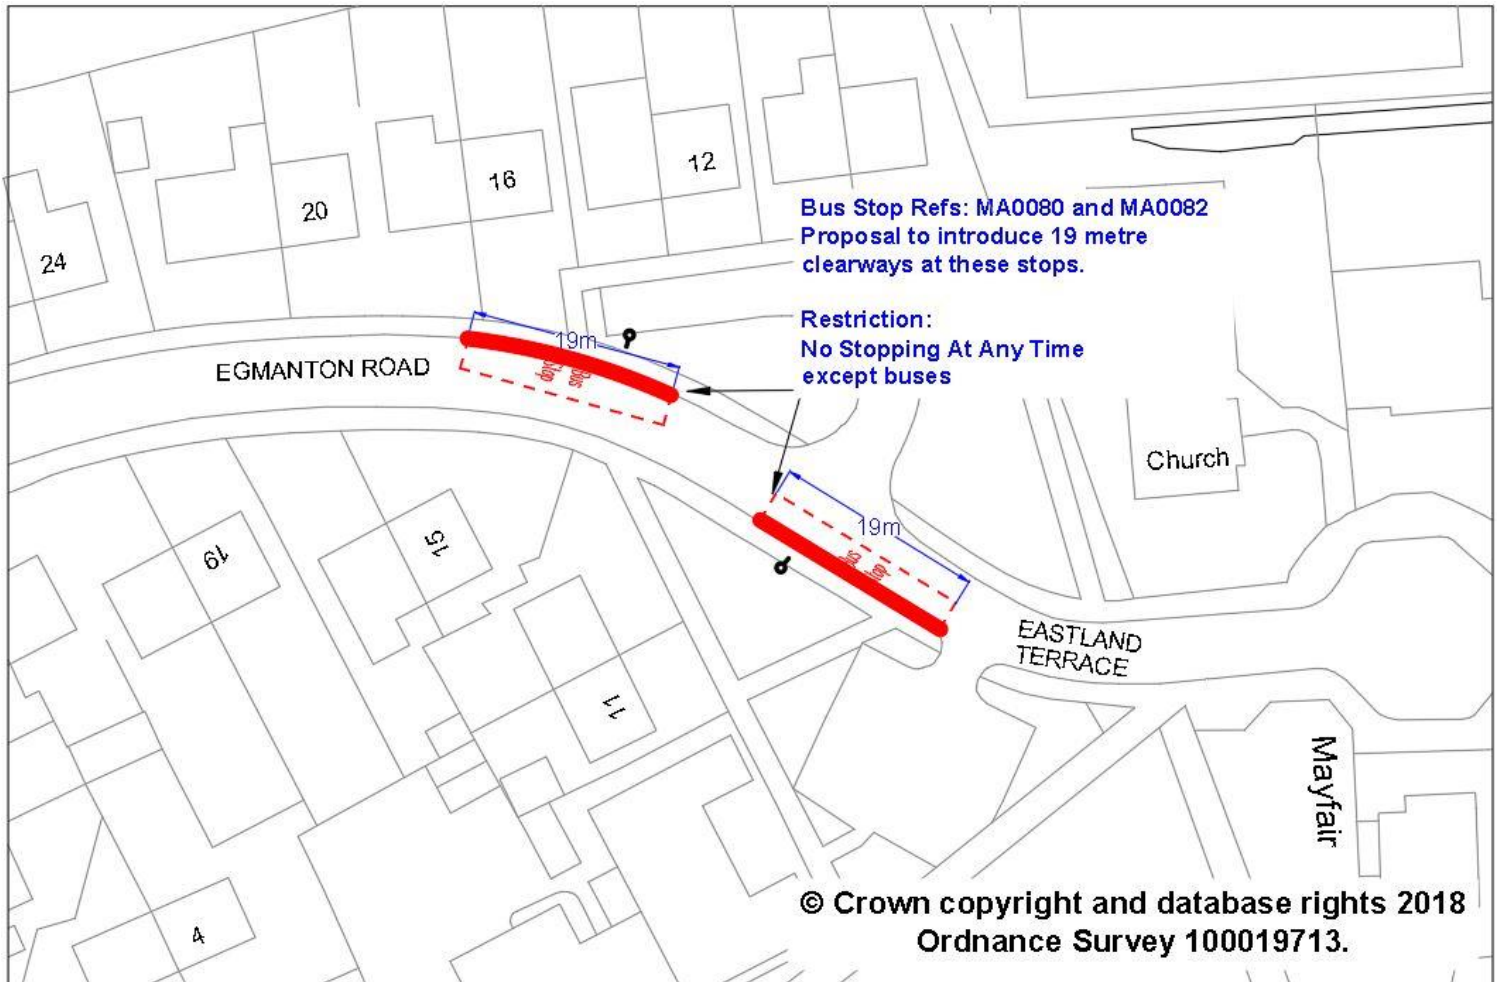 12
16
20
24
Bus Stop Refs: MA0080 and MA0082
Proposal to introduce 19 metre
clearways at these stops.
Restriction:
No Stopping At Any Time
except buses
19m
EGMANTON ROAD
Bus
Stop
Church
19m
Bus
Stop
19
15
11
EASTLAND
TERRACE
Mayfair
4
© Crown copyright and database rights 2018
Ordnance Survey 100019713.